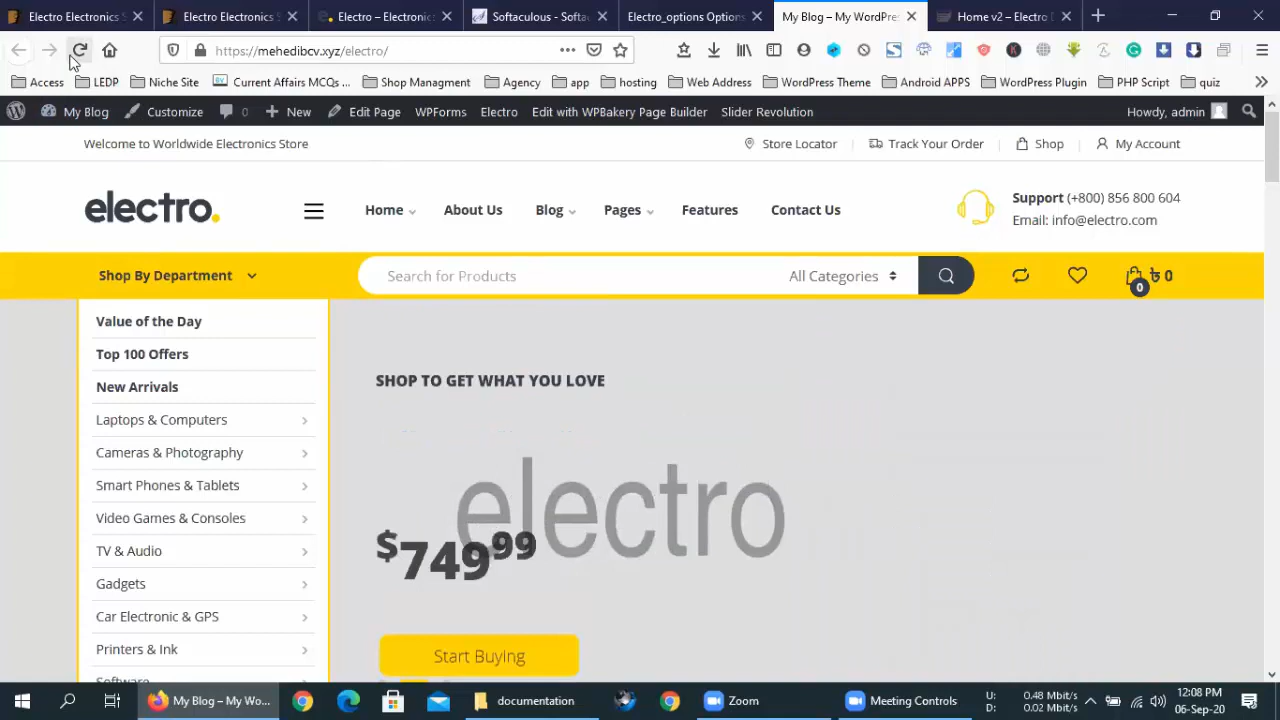 Electro Electronics
Electro Electronics S
Electro – Electronic
Softaculous - Softa
Electro_options Options
My Blog – My WordPre
Home v2 – Electro D
https://mehedibcv.xyz/electro/
Access
LEDP
Niche Site
Current Affairs MCQs ...
Shop Managment
Agency
app
hosting
Web Address
WordPress Theme
Android APPS
WordPress Plugin
PHP Script
quiz
My Blog
Customize
0
New
Edit Page
WPForms
Electro
Edit with WPBakery Page Builder
Slider Revolution
Howdy, admin
Welcome to Worldwide Electronics Store
Store Locator
Track Your Order
Shop
My Account
electro.
Home
About Us
Blog
Pages
Features
Contact Us
Support (+800) 856 800 604
Email: info@electro.com
Shop By Department
Search for Products
All Categories
0
৳ 0
Value of the Day
Top 100 Offers
New Arrivals
Laptops & Computers
Cameras & Photography
Smart Phones & Tablets
Video Games & Consoles
TV & Audio
Gadgets
Car Electronic & GPS
Printers & Ink
Software
SHOP TO GET WHAT YOU LOVE
electro
$749 99
Start Buying
My Blog – My Wo...
documentation
Zoom
Meeting Controls
U: 0.48 Mbit/s
D: 0.02 Mbit/s
12:08 PM
06-Sep-20